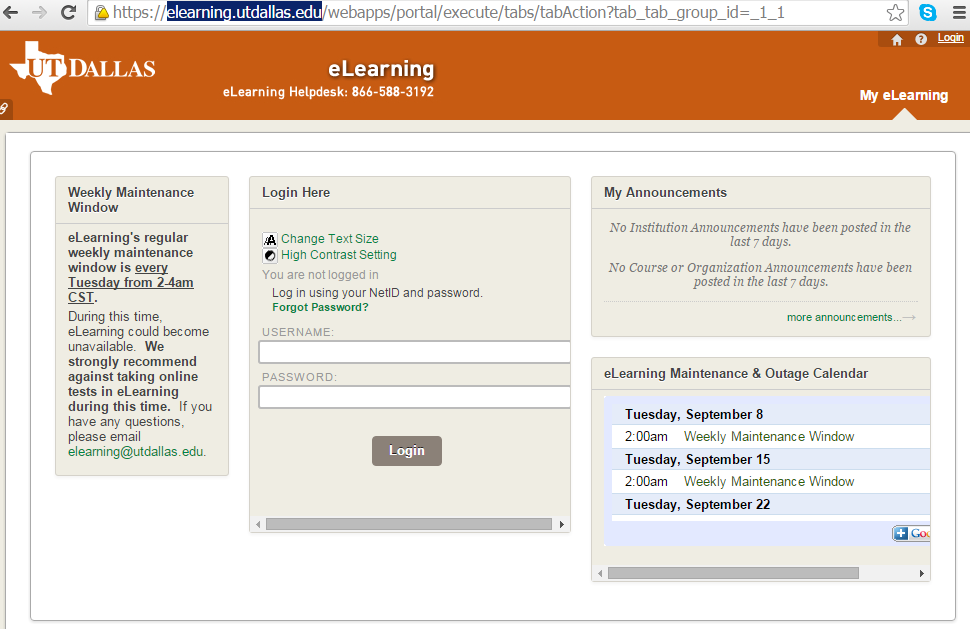 https://elearning.utdallas.edu/webapps/portal/execute/tabs/tabAction?tab_tab_group_id=_1_1
Login
UT DALLAS
eLearning
eLearning Helpdesk: 866-588-3192
My eLearning
Weekly Maintenance
Window
eLearning's regular
weekly maintenance
window is every
Tuesday from 2-4am
CST.
During this time,
eLearning could become
unavailable. We
strongly recommend
against taking online
tests in eLearning
during this time. If you
have any questions,
please email
elearning@utdallas.edu.
Login Here
Change Text Size
High Contrast Setting
You are not logged in
Log in using your NetID and password.
Forgot Password?
USERNAME:
PASSWORD:
Login
My Announcements
No Institution Announcements have been posted in the
last 7 days.
No Course or Organization Announcements have been
posted in the last 7 days.
more announcements...
eLearning Maintenance & Outage Calendar
Tuesday, September 8
2:00am Weekly Maintenance Window
Tuesday, September 15
2:00am Weekly Maintenance Window
Tuesday, September 22